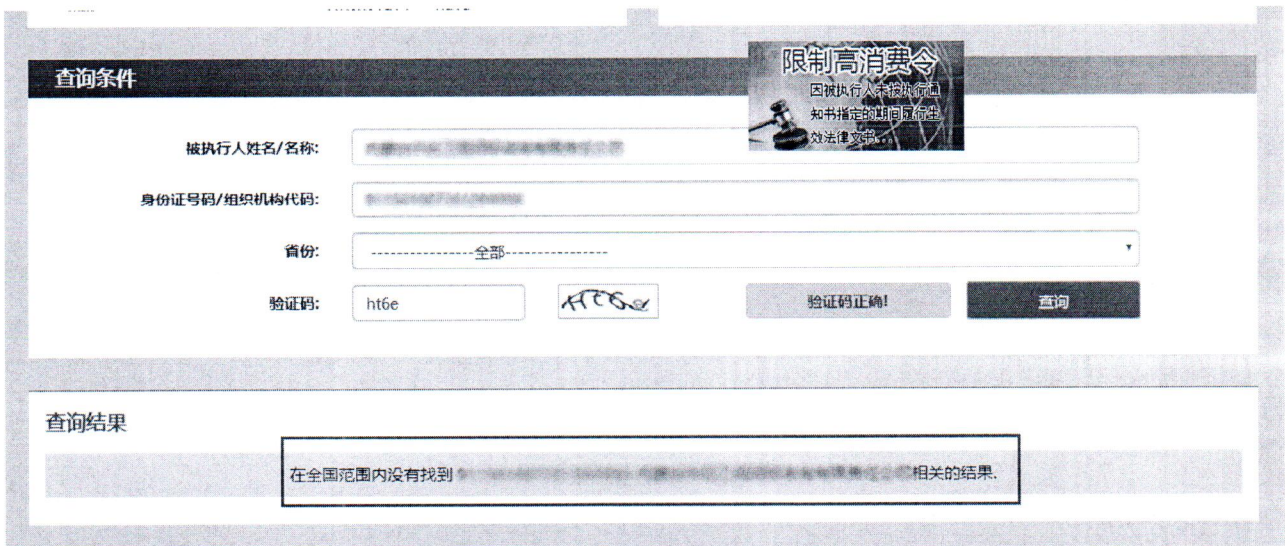 查询条件
限制高消费令
因被执行人未按执行通
知书指定的期间履行生
效法律文书...
被执行人姓名/名称:
身份证号码/组织机构代码:
省份:
----------------全部----------------
验证码:
ht6e
HT6e
验证码正确!
查询
查询结果
在全国范围内没有找到
相关的结果.